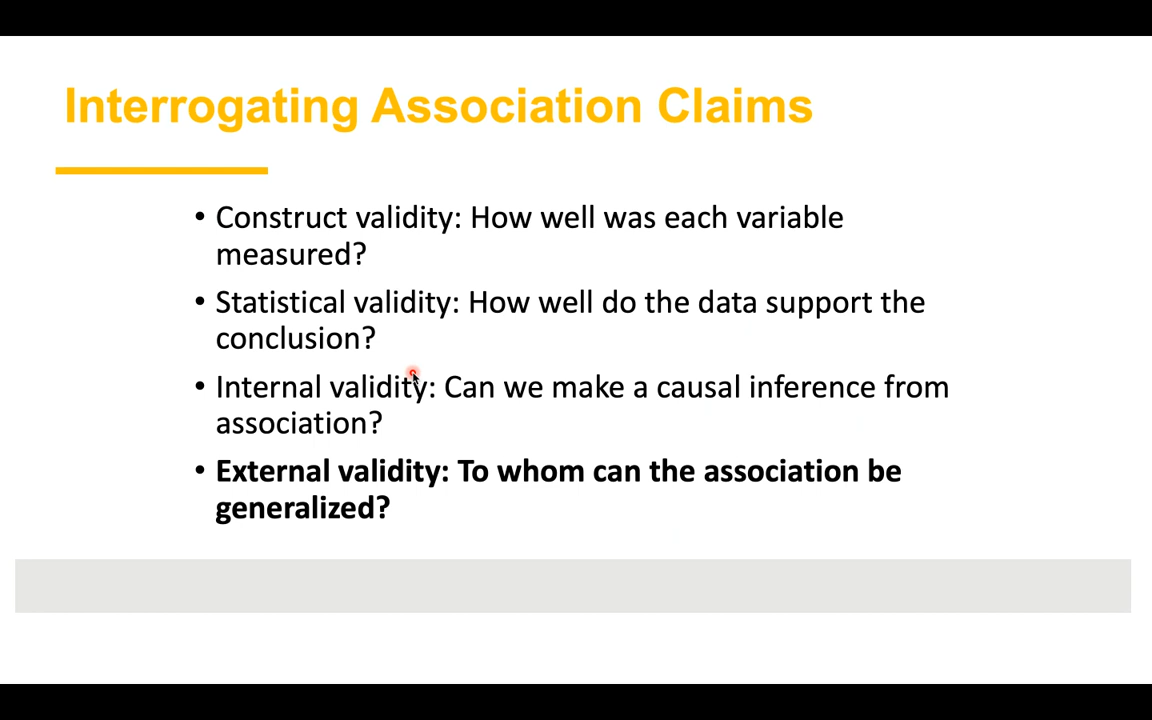 Interrogating Association Claims
• Construct validity: How well was each variable
measured?
• Statistical validity: How well do the data support the
conclusion?
• Internal validity: Can we make a causal inference from
association?
• External validity: To whom can the association be
generalized?